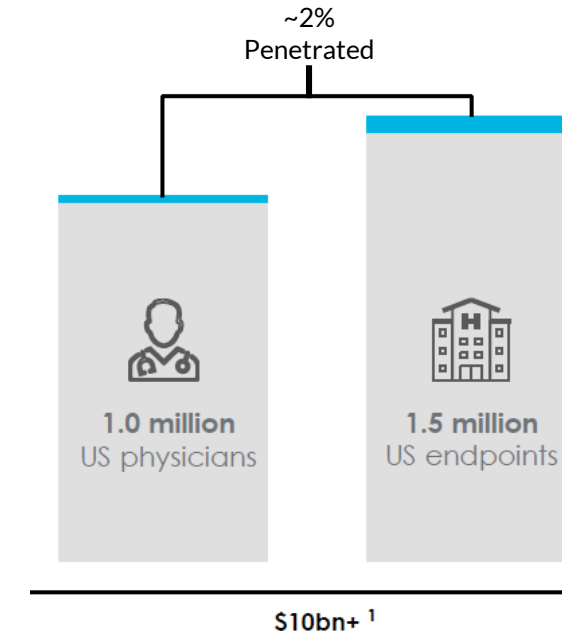 ~2%
Penetrated
H
1.0 million
US physicians
1.5 million
US endpoints
$10bn+ 1